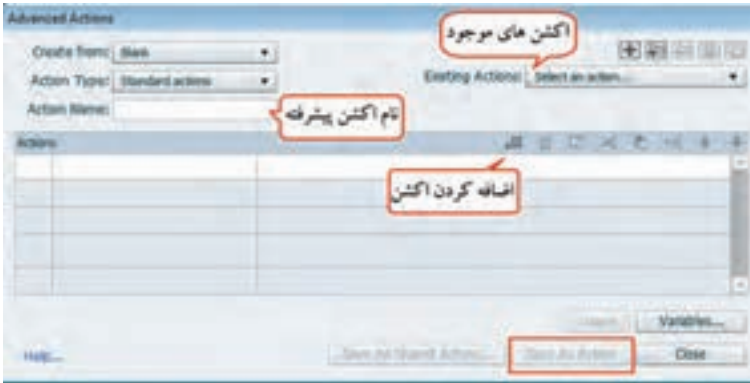 Advanced Actions
Create from: Blank
اکشن های موجود
Action Type: Standard actions
Existing Actions: Select an action...
Action Name:
نام اکشن پیشرفته
Actions
اضافه کردن اکشن
Variables...
Help...
Save As Shared Action...
Save As Action
Close